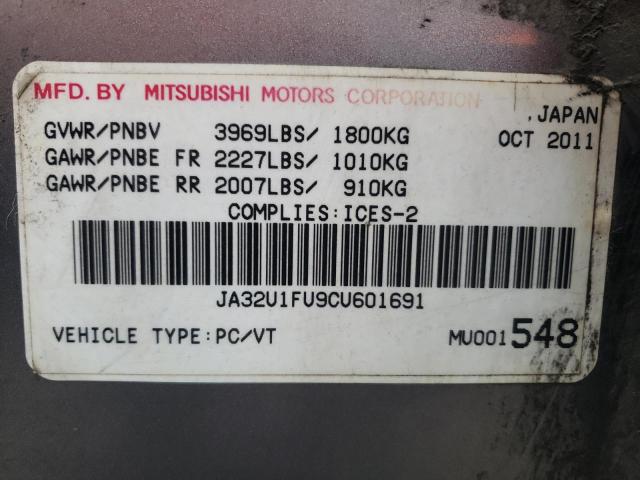 MFD. BY MITSUBISHI MOTORS CORPORATION
, JAPAN
GVWR/PNBV 3969LBS/ 1800KG OCT 2011
GAWR/PNBE FR 2227LBS/ 1010KG
GAWR/PNBE RR 2007LBS/ 910KG
COMPLIES:ICES-2
JA32U1FU9CU601691
VEHICLE TYPE:PC/VT MU001548